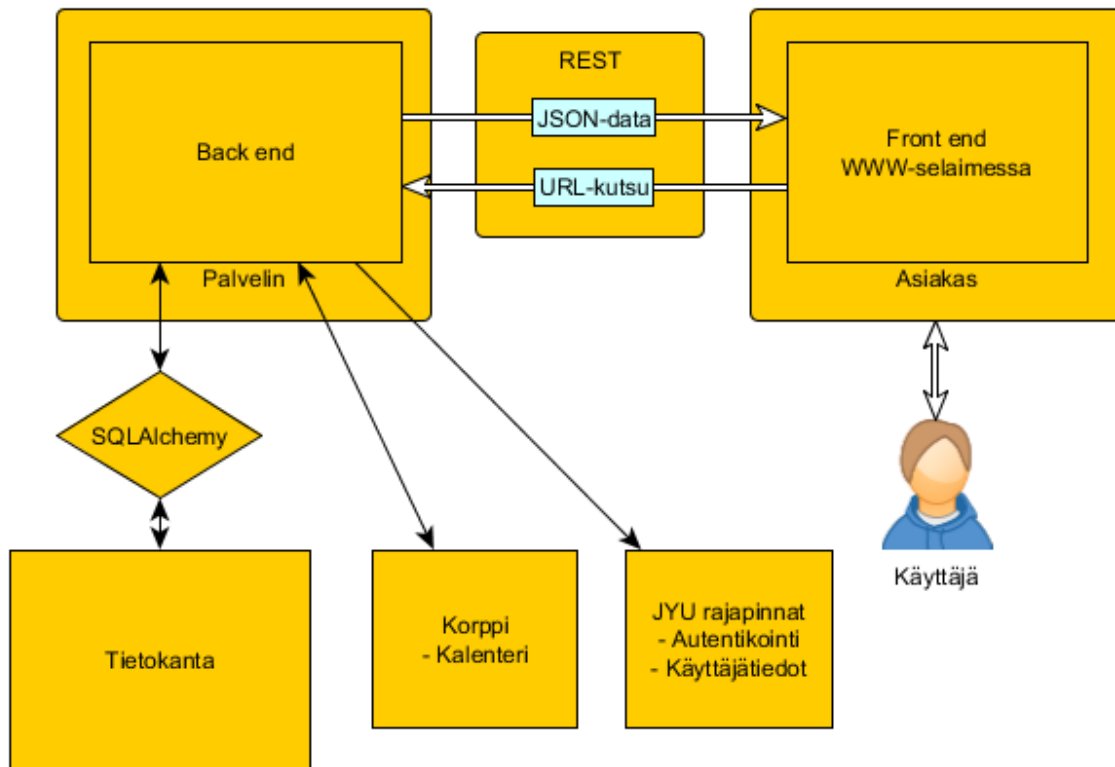 REST
JSON-data
URL-kutsu
Back end
Palvelin
Front end
WWW-selaimessa
Asiakas
SQLAlchemy
Käyttäjä
Tietokanta
Korppi
- Kalenteri
JYU rajapinnat
- Autentikointi
- Käyttäjätiedot